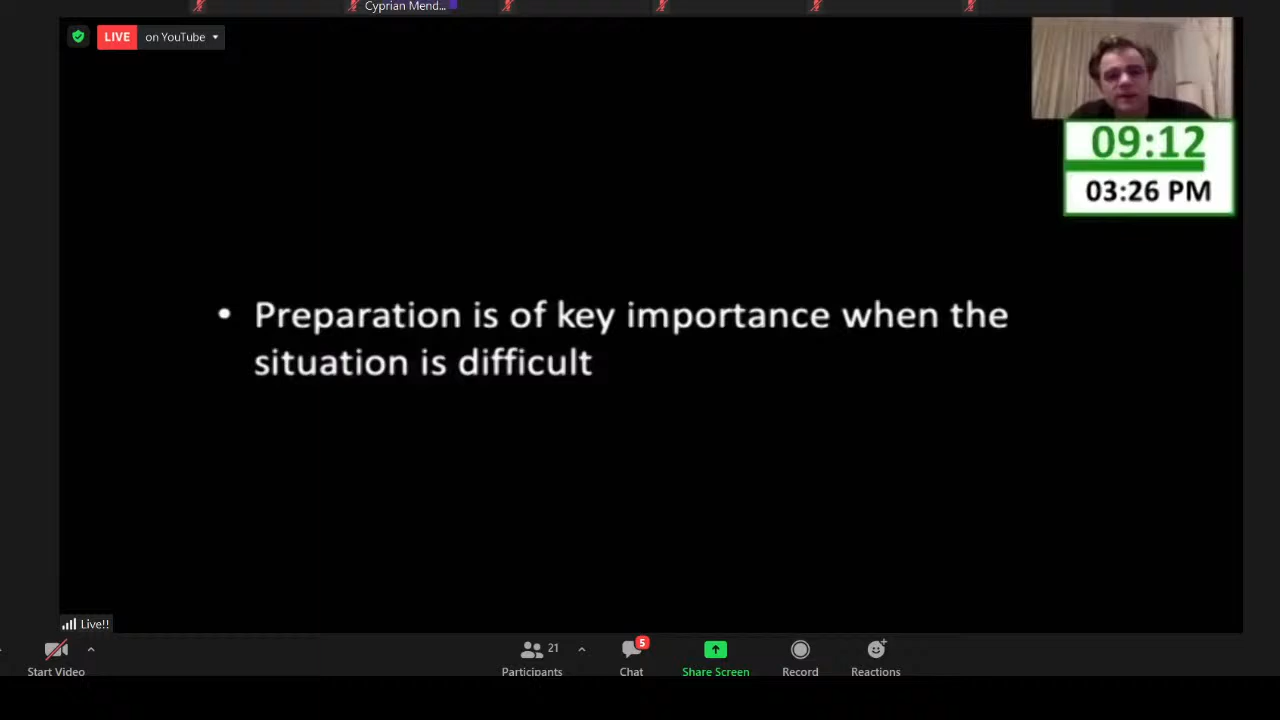 Cyprian Mend...
LIVE on YouTube
09:12
03:26 PM
• Preparation is of key importance when the
situation is difficult
Live!!
21
5
Start Video
Participants
Chat
Share Screen
Record
Reactions